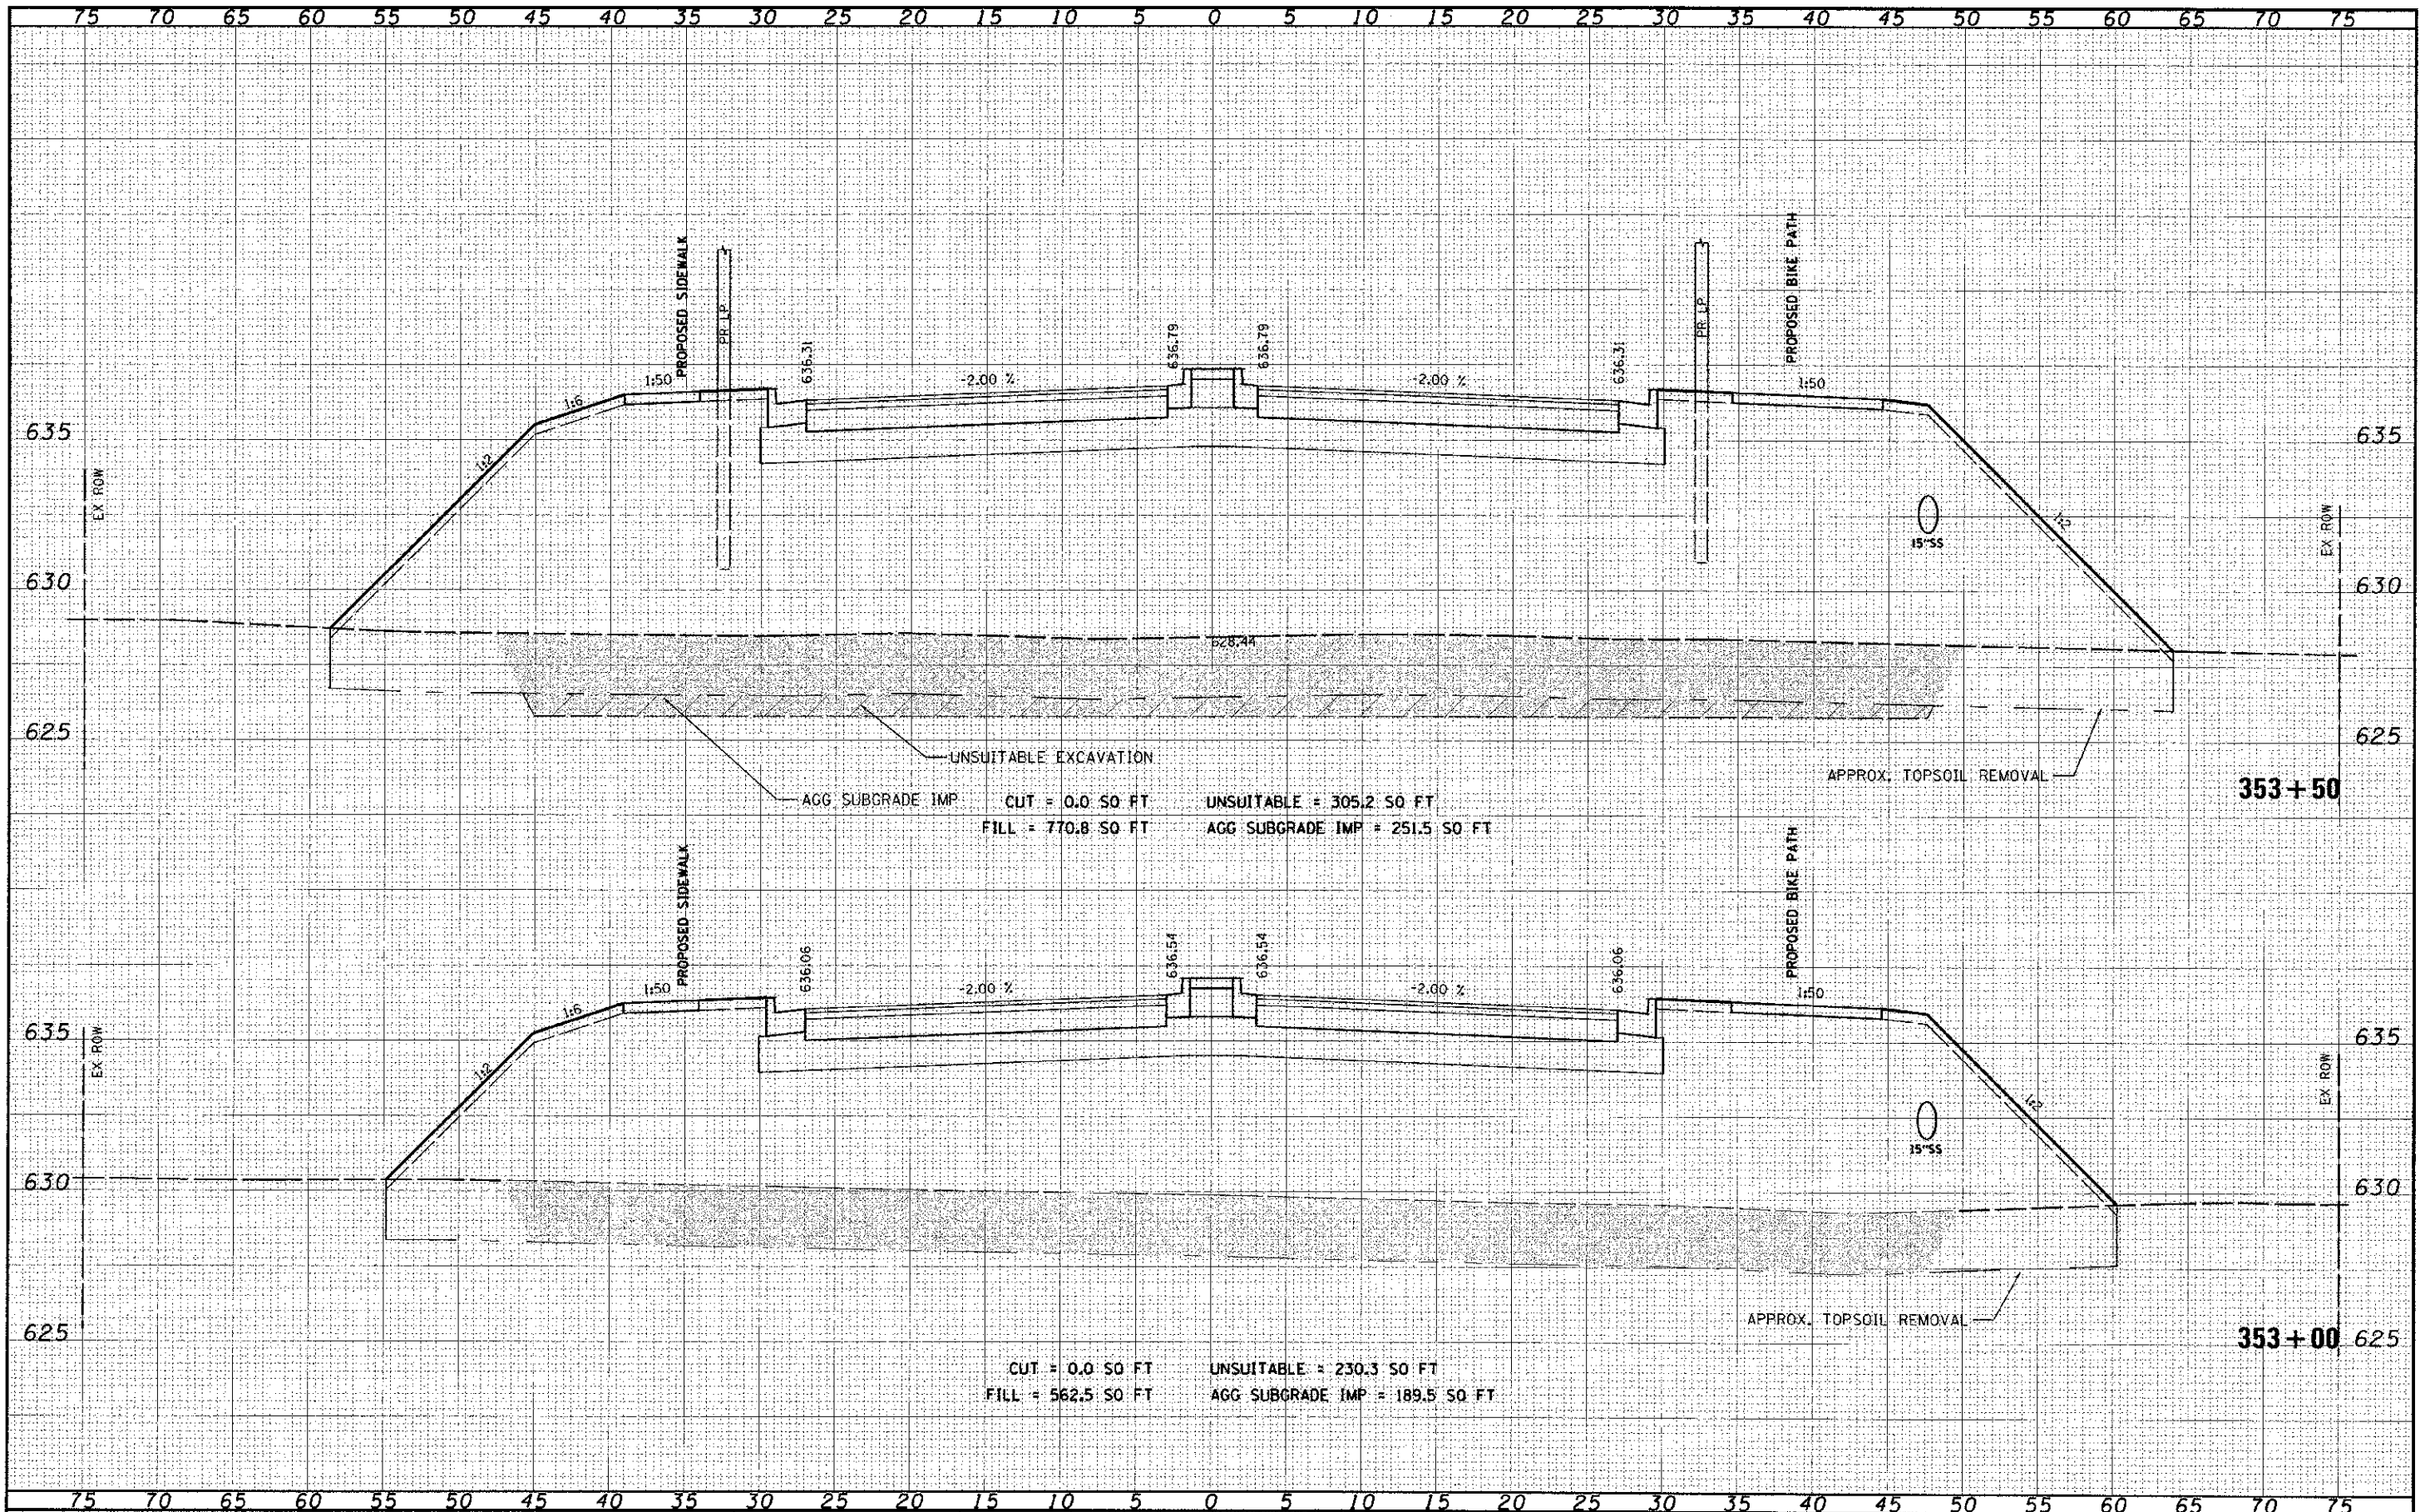 75 70 65 60 55 50 45 40 35 30 25 20 15 10 5 0 5 10 15 20 25 30 35 40 45 50 55 60 65 70 75
PROPOSED SIDEWALK
PR LP
636.31
636.79
636.79
636.31
PR LP
PROPOSED BIKE PATH
1:50
-2.00 %
-2.00 %
1:50
1:6
635
635
1:2
1:2
EX ROW
EX ROW
15"SS
630
630
628.44
625
625
UNSUITABLE EXCAVATION
APPROX. TOPSOIL REMOVAL
353+50
AGG SUBGRADE IMP
CUT = 0.0 SQ FT UNSUITABLE = 305.2 SQ FT
FILL = 770.8 SQ FT AGG SUBGRADE IMP = 251.5 SQ FT
PROPOSED SIDEWALK
636.06
636.54
636.54
636.06
PROPOSED BIKE PATH
1:50
-2.00 %
-2.00 %
1:50
1:6
635
635
EX ROW
EX ROW
1:2
1:2
15"SS
630
630
APPROX. TOPSOIL REMOVAL
625
353+00 625
CUT = 0.0 SQ FT UNSUITABLE = 230.3 SQ FT
FILL = 562.5 SQ FT AGG SUBGRADE IMP = 189.5 SQ FT
75 70 65 60 55 50 45 40 35 30 25 20 15 10 5 0 5 10 15 20 25 30 35 40 45 50 55 60 65 70 75